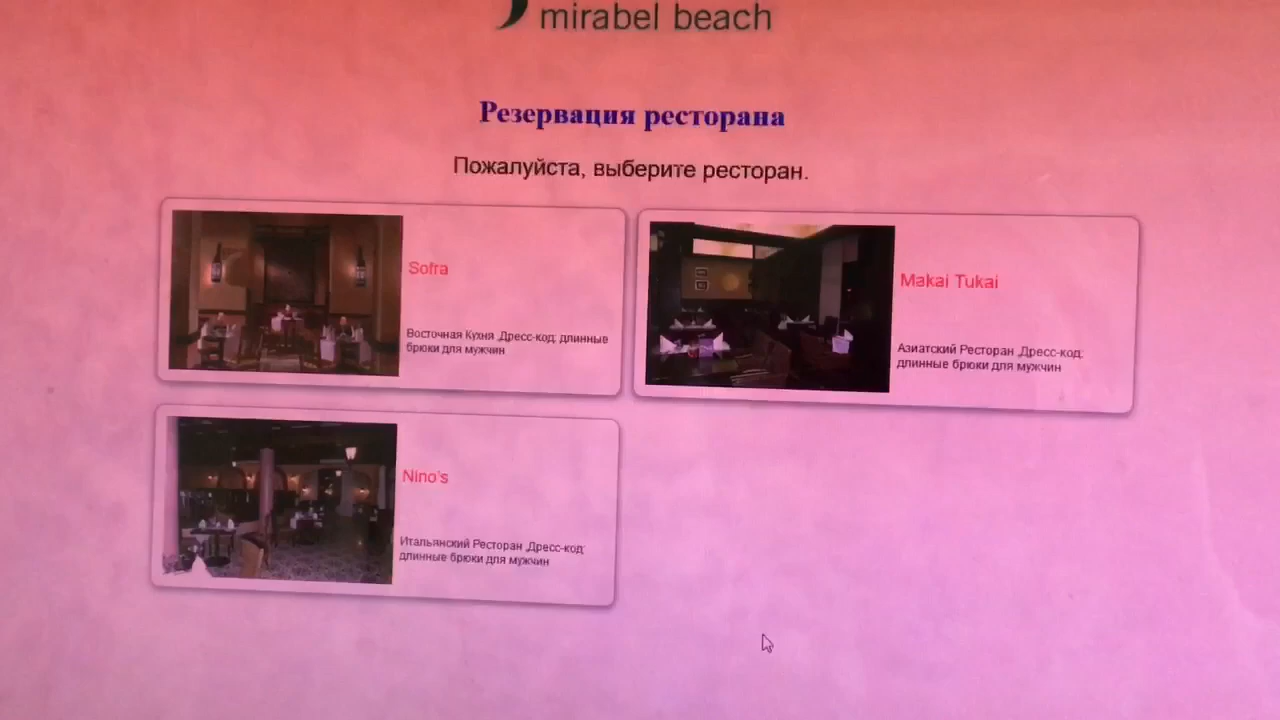 mirabel beach
Резервация ресторана
Пожалуйста, выберите ресторан.
Sofra
Восточная Кухня ,Дресс-код: длинные
брюки для мужчин
Makai Tukai
Азиатский Ресторан ,Дресс-код:
длинные брюки для мужчин
Nino's
Итальянский Ресторан ,Дресс-код:
длинные брюки для мужчин